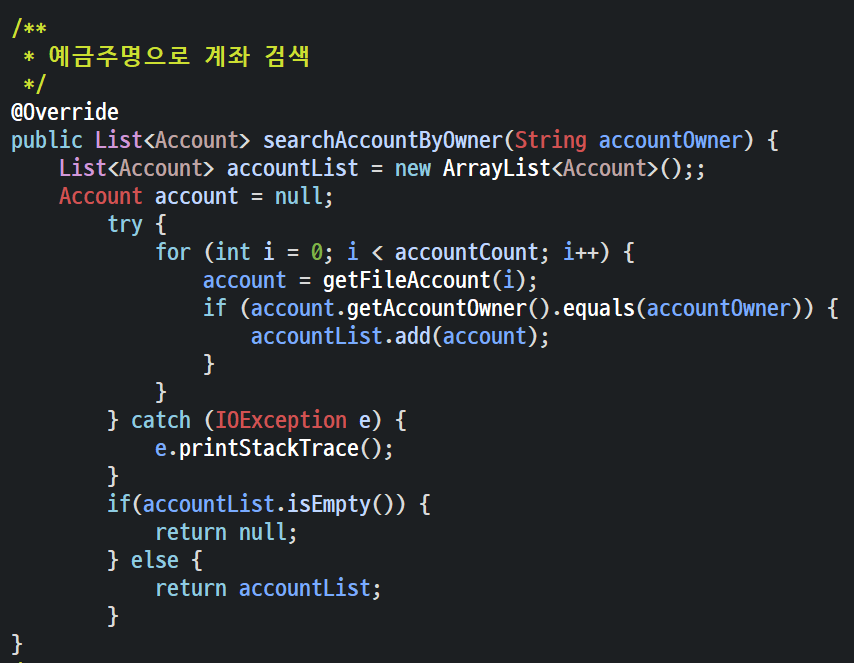 /**
 * 예금주명으로 계좌 검색
 */
@Override
public List<Account> searchAccountByOwner(String accountOwner) {
    List<Account> accountList = new ArrayList<Account>();;
    Account account = null;
        try {
            for (int i = 0; i < accountCount; i++) {
                account = getFileAccount(i);
                if (account.getAccountOwner().equals(accountOwner)) {
                    accountList.add(account);
                }
            }
        } catch (IOException e) {
            e.printStackTrace();
        }
        if(accountList.isEmpty()) {
            return null;
        } else {
            return accountList;
        }
}